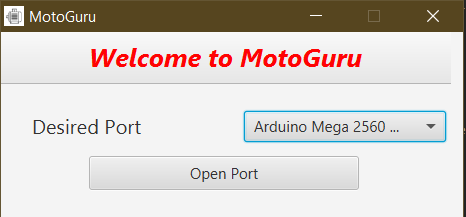 MotoGuru
Welcome to MotoGuru
Desired Port
Arduino Mega 2560 ...
Open Port